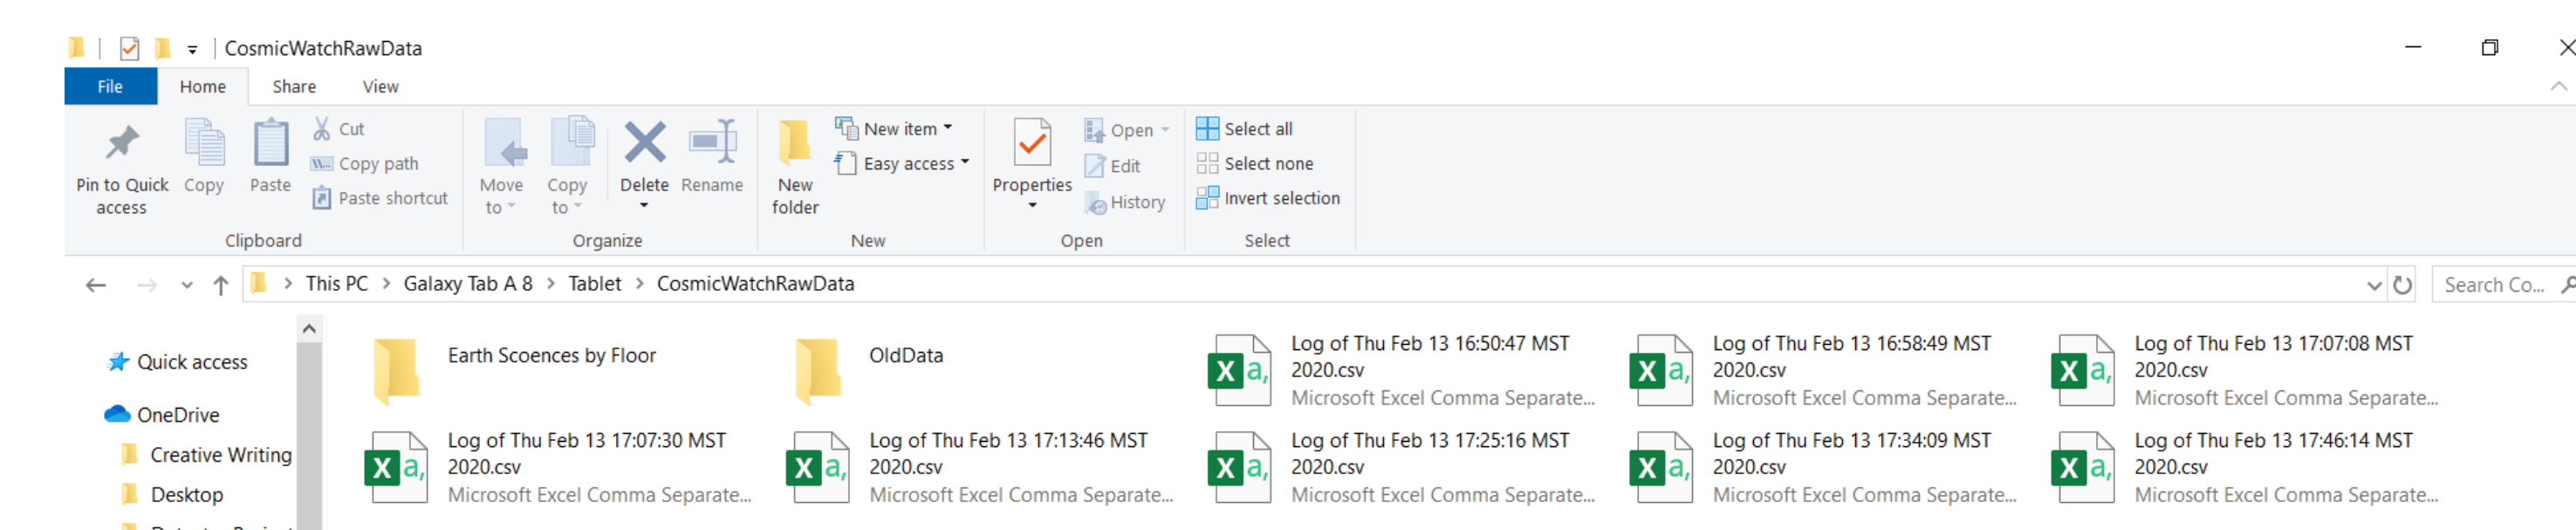 CosmicWatchRawData
File Home Share View
Pin to Quick access
Copy
Paste
Cut
Copy path
Paste shortcut
Clipboard
Move to
Copy to
Delete
Rename
Organize
New folder
New item
Easy access
New
Properties
Open
Edit
History
Open
Select all
Select none
Invert selection
Select
This PC > Galaxy Tab A 8 > Tablet > CosmicWatchRawData
Search Co...
Quick access
OneDrive
Creative Writing
Desktop
Earth Scoences by Floor
OldData
Log of Thu Feb 13 16:50:47 MST
2020.csv
Microsoft Excel Comma Separate...
Log of Thu Feb 13 16:58:49 MST
2020.csv
Microsoft Excel Comma Separate...
Log of Thu Feb 13 17:07:08 MST
2020.csv
Microsoft Excel Comma Separate...
Log of Thu Feb 13 17:07:30 MST
2020.csv
Microsoft Excel Comma Separate...
Log of Thu Feb 13 17:13:46 MST
2020.csv
Microsoft Excel Comma Separate...
Log of Thu Feb 13 17:25:16 MST
2020.csv
Microsoft Excel Comma Separate...
Log of Thu Feb 13 17:34:09 MST
2020.csv
Microsoft Excel Comma Separate...
Log of Thu Feb 13 17:46:14 MST
2020.csv
Microsoft Excel Comma Separate...